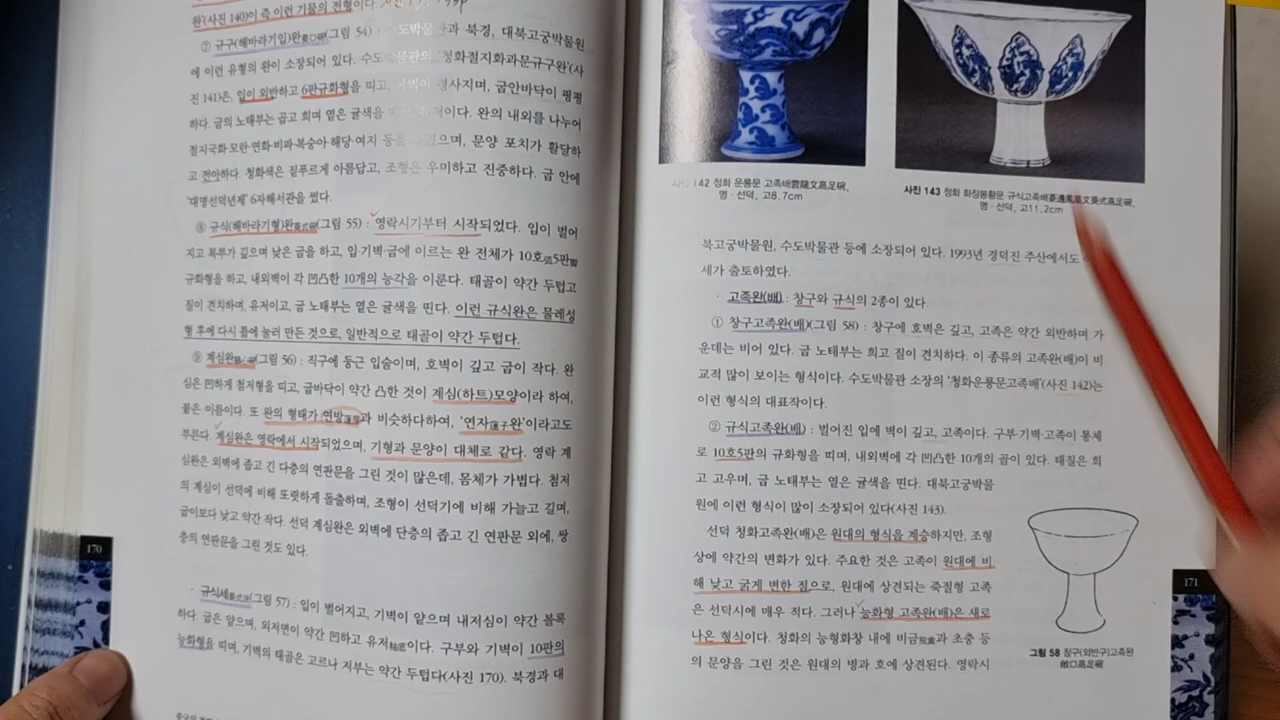 완'(사진 140)이 즉 이런 기물의 전형이다.
⑦ 규구(해바라기입)완(그림 54) : 과 북경, 대북고궁박물원
에 이런 유형의 완이 소장되어 있다. 수도 '청화절지화과문규구완'(사
진 141)은, 입이 외반하고 6판규화형을 띠고, 경사지며, 굽안바닥이 평평
하다. 굽의 노태부는 곱고 희며 옅은 귤색을 이다. 완의 내외를 나누어
절지국화·모란·연화·비파·복숭아·해당·여지 등을 으며, 문양 포치가 활달하
고 전아하다. 청화색은 짙푸르게 아름답고, 조형은 우미하고 진중하다. 굽 안에
'대명선덕년제' 6자해서관을 썼다.
⑧ 규식(해바라기형)완(그림 55) : 영락시기부터 시작되었다. 입이 벌어
지고 복부가 깊으며 낮은 굽을 하고, 입·기벽·굽에 이르는 완 전체가 10호5판
규화형을 하고, 내외벽이 각 凹凸한 10개의 능각을 이룬다. 태골이 약간 두텁고
질이 견치하며, 유저이고, 굽 노태부는 옅은 귤색을 띤다. 이런 규식완은 물레성
형 후에 다시 틀에 눌러 만든 것으로, 일반적으로 태골이 약간 두텁다.
⑨ 계심완(그림 56) : 직구에 둥근 입술이며, 호벽이 깊고 굽이 작다. 완
심은 凹하게 첨저형을 띠고, 굽바닥이 약간 凸한 것이 계심(하트)모양이라 하여,
붙은 이름이다. 또 완의 형태가 연방과 비슷하다하여, '연자蓮子완'이라고도
부른다. 계심완은 영락에서 시작되었으며, 기형과 문양이 대체로 같다. 영락 계
심완은 외벽에 좁고 긴 다층의 연판문을 그린 것이 많은데, 몸체가 가볍다. 첨저
의 계심이 선덕에 비해 또렷하게 돌출하며, 조형이 선덕기에 비해 가늘고 길며,
굽이보다 낮고 약간 작다. 선덕 계심완은 외벽에 단층의 좁고 긴 연판문 외에, 쌍
층의 연판문을 그린 것도 있다.
· 규식세(그림 57) : 입이 벌어지고, 기벽이 얕으며 내저심이 약간 볼록
하다. 굽은 얕으며, 외저면이 약간 凹하고 유저이다. 구부와 기벽이 10판의
능화형을 띠며, 기벽의 태골은 고르나 저부는 약간 두텁다(사진 170). 북경과 대
170
사진 142 청화 운룡문 고족배雲龍文高足碗,
명·선덕, 고8.7cm
사진 143 청화 화창봉황문 규식고족배葵式高足碗,
명·선덕, 고11.2cm
북고궁박물원, 수도박물관 등에 소장되어 있다. 1993년 경덕진 주산에서도
세가 출토하였다.
· 고족완(배) : 창구와 규식의 2종이 있다.
① 창구고족완(배)(그림 58) : 창구에 호벽은 깊고, 고족은 약간 외반하며 가
운데는 비어 있다. 굽 노태부는 희고 질이 견치하다. 이 종류의 고족완(배)이 비
교적 많이 보이는 형식이다. 수도박물관 소장의 '청화운룡문고족배'(사진 142)는
이런 형식의 대표작이다.
② 규식고족완(배) : 벌어진 입에 벽이 깊고, 고족이다. 구부·기벽·고족이 통체
로 10호5판의 규화형을 띠며, 내외벽에 각 凹凸한 10개의 골이 있다. 태질은 희
고 고우며, 굽 노태부는 옅은 귤색을 띤다. 대북고궁박물
원에 이런 형식이 많이 소장되어 있다(사진 143).
선덕 청화고족완(배)은 원대의 형식을 계승하지만, 조형
상에 약간의 변화가 있다. 주요한 것은 고족이 원대에 비
해 낮고 굵게 변한 점으로, 원대에 상견되는 죽절형 고족
은 선덕시에 매우 적다. 그러나 능화형 고족완(배)은 새로
나온 형식이다. 청화의 능형화창 내에 비금과 초충 등
의 문양을 그린 것은 원대의 병과 호에 상견된다. 영락시
그림 58 창구(외반구)고족완
敞口高足碗
171